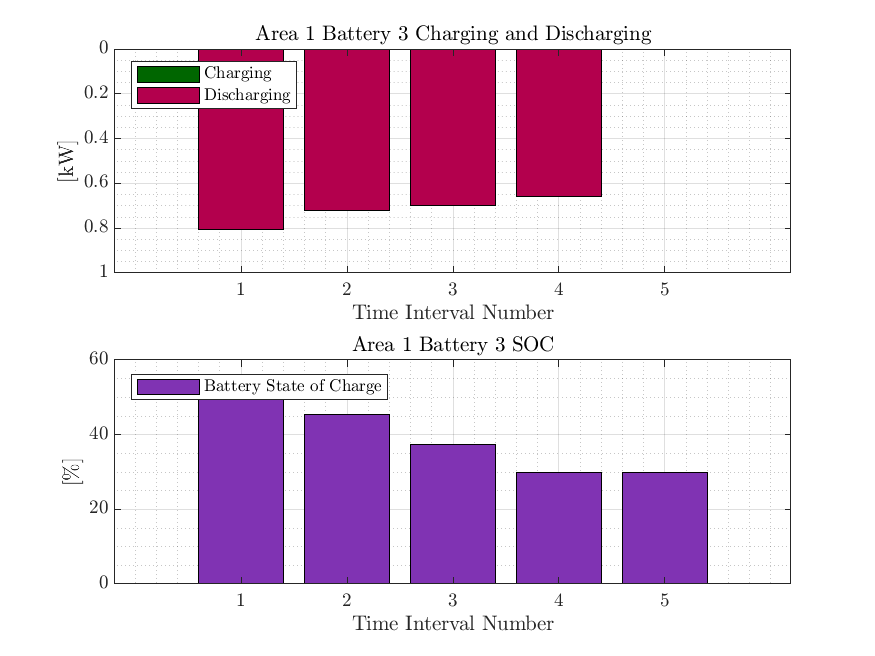 Area 1 Battery 3 Charging and Discharging
0
Charging
0.2
Discharging
0.4
[kW]
0.6
0.8
1
1 2 3 4 5
Time Interval Number
Area 1 Battery 3 SOC
60
Battery State of Charge
40
[%]
20
0
1 2 3 4 5
Time Interval Number